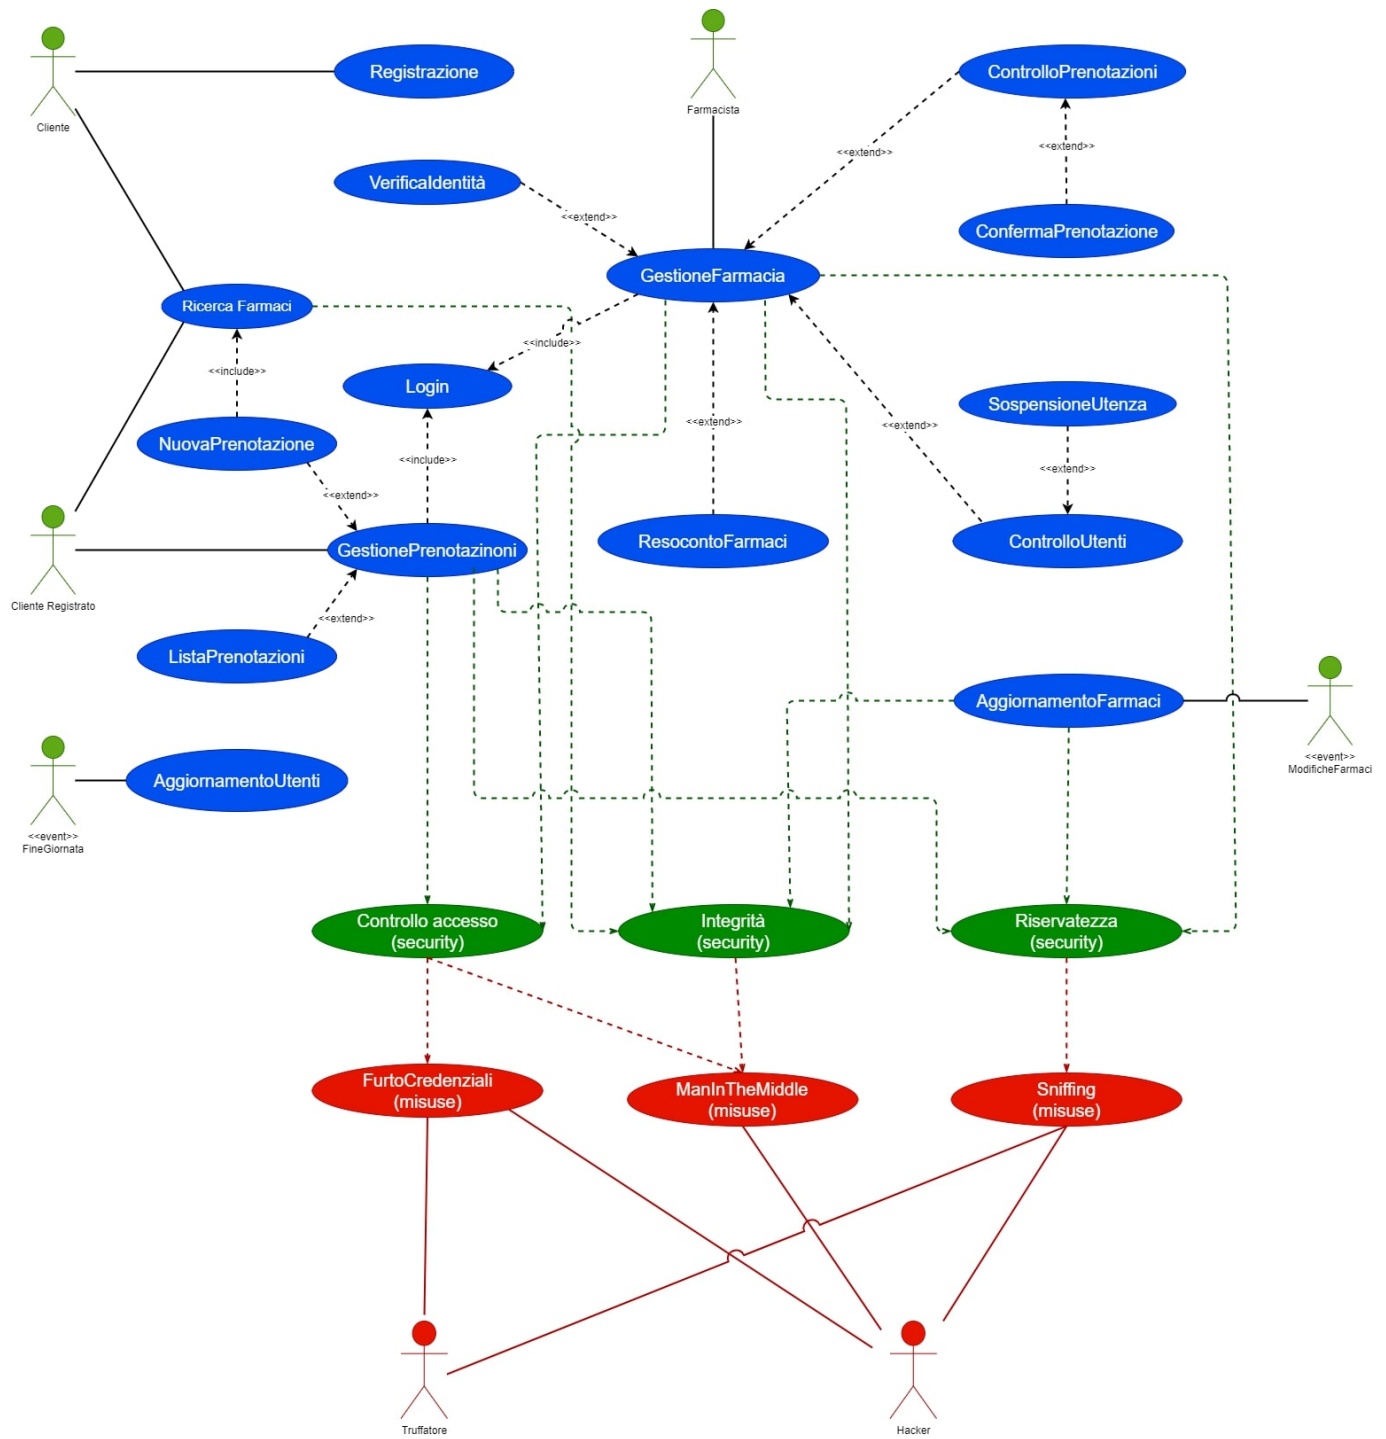 Cliente
Registrazione
Farmacista
ControlloPrenotazioni
<<extend>>
<<extend>>
VerificaIdentità
<<extend>>
ConfermaPrenotazione
GestioneFarmacia
Ricerca Farmaci
<<include>>
<<include>>
Login
SospensioneUtenza
<<extend>>
<<extend>>
NuovaPrenotazione
<<include>>
<<extend>>
<<extend>>
Cliente Registrato
GestionePrenotazinoni
ResocontoFarmaci
ControlloUtenti
<<extend>>
ListaPrenotazioni
AggiornamentoFarmaci
<<event>>
ModificheFarmaci
AggiornamentoUtenti
<<event>>
FineGiornata
Controllo accesso
(security)
Integrità
(security)
Riservatezza
(security)
FurtoCredenziali
(misuse)
ManInTheMiddle
(misuse)
Sniffing
(misuse)
Truffatore
Hacker